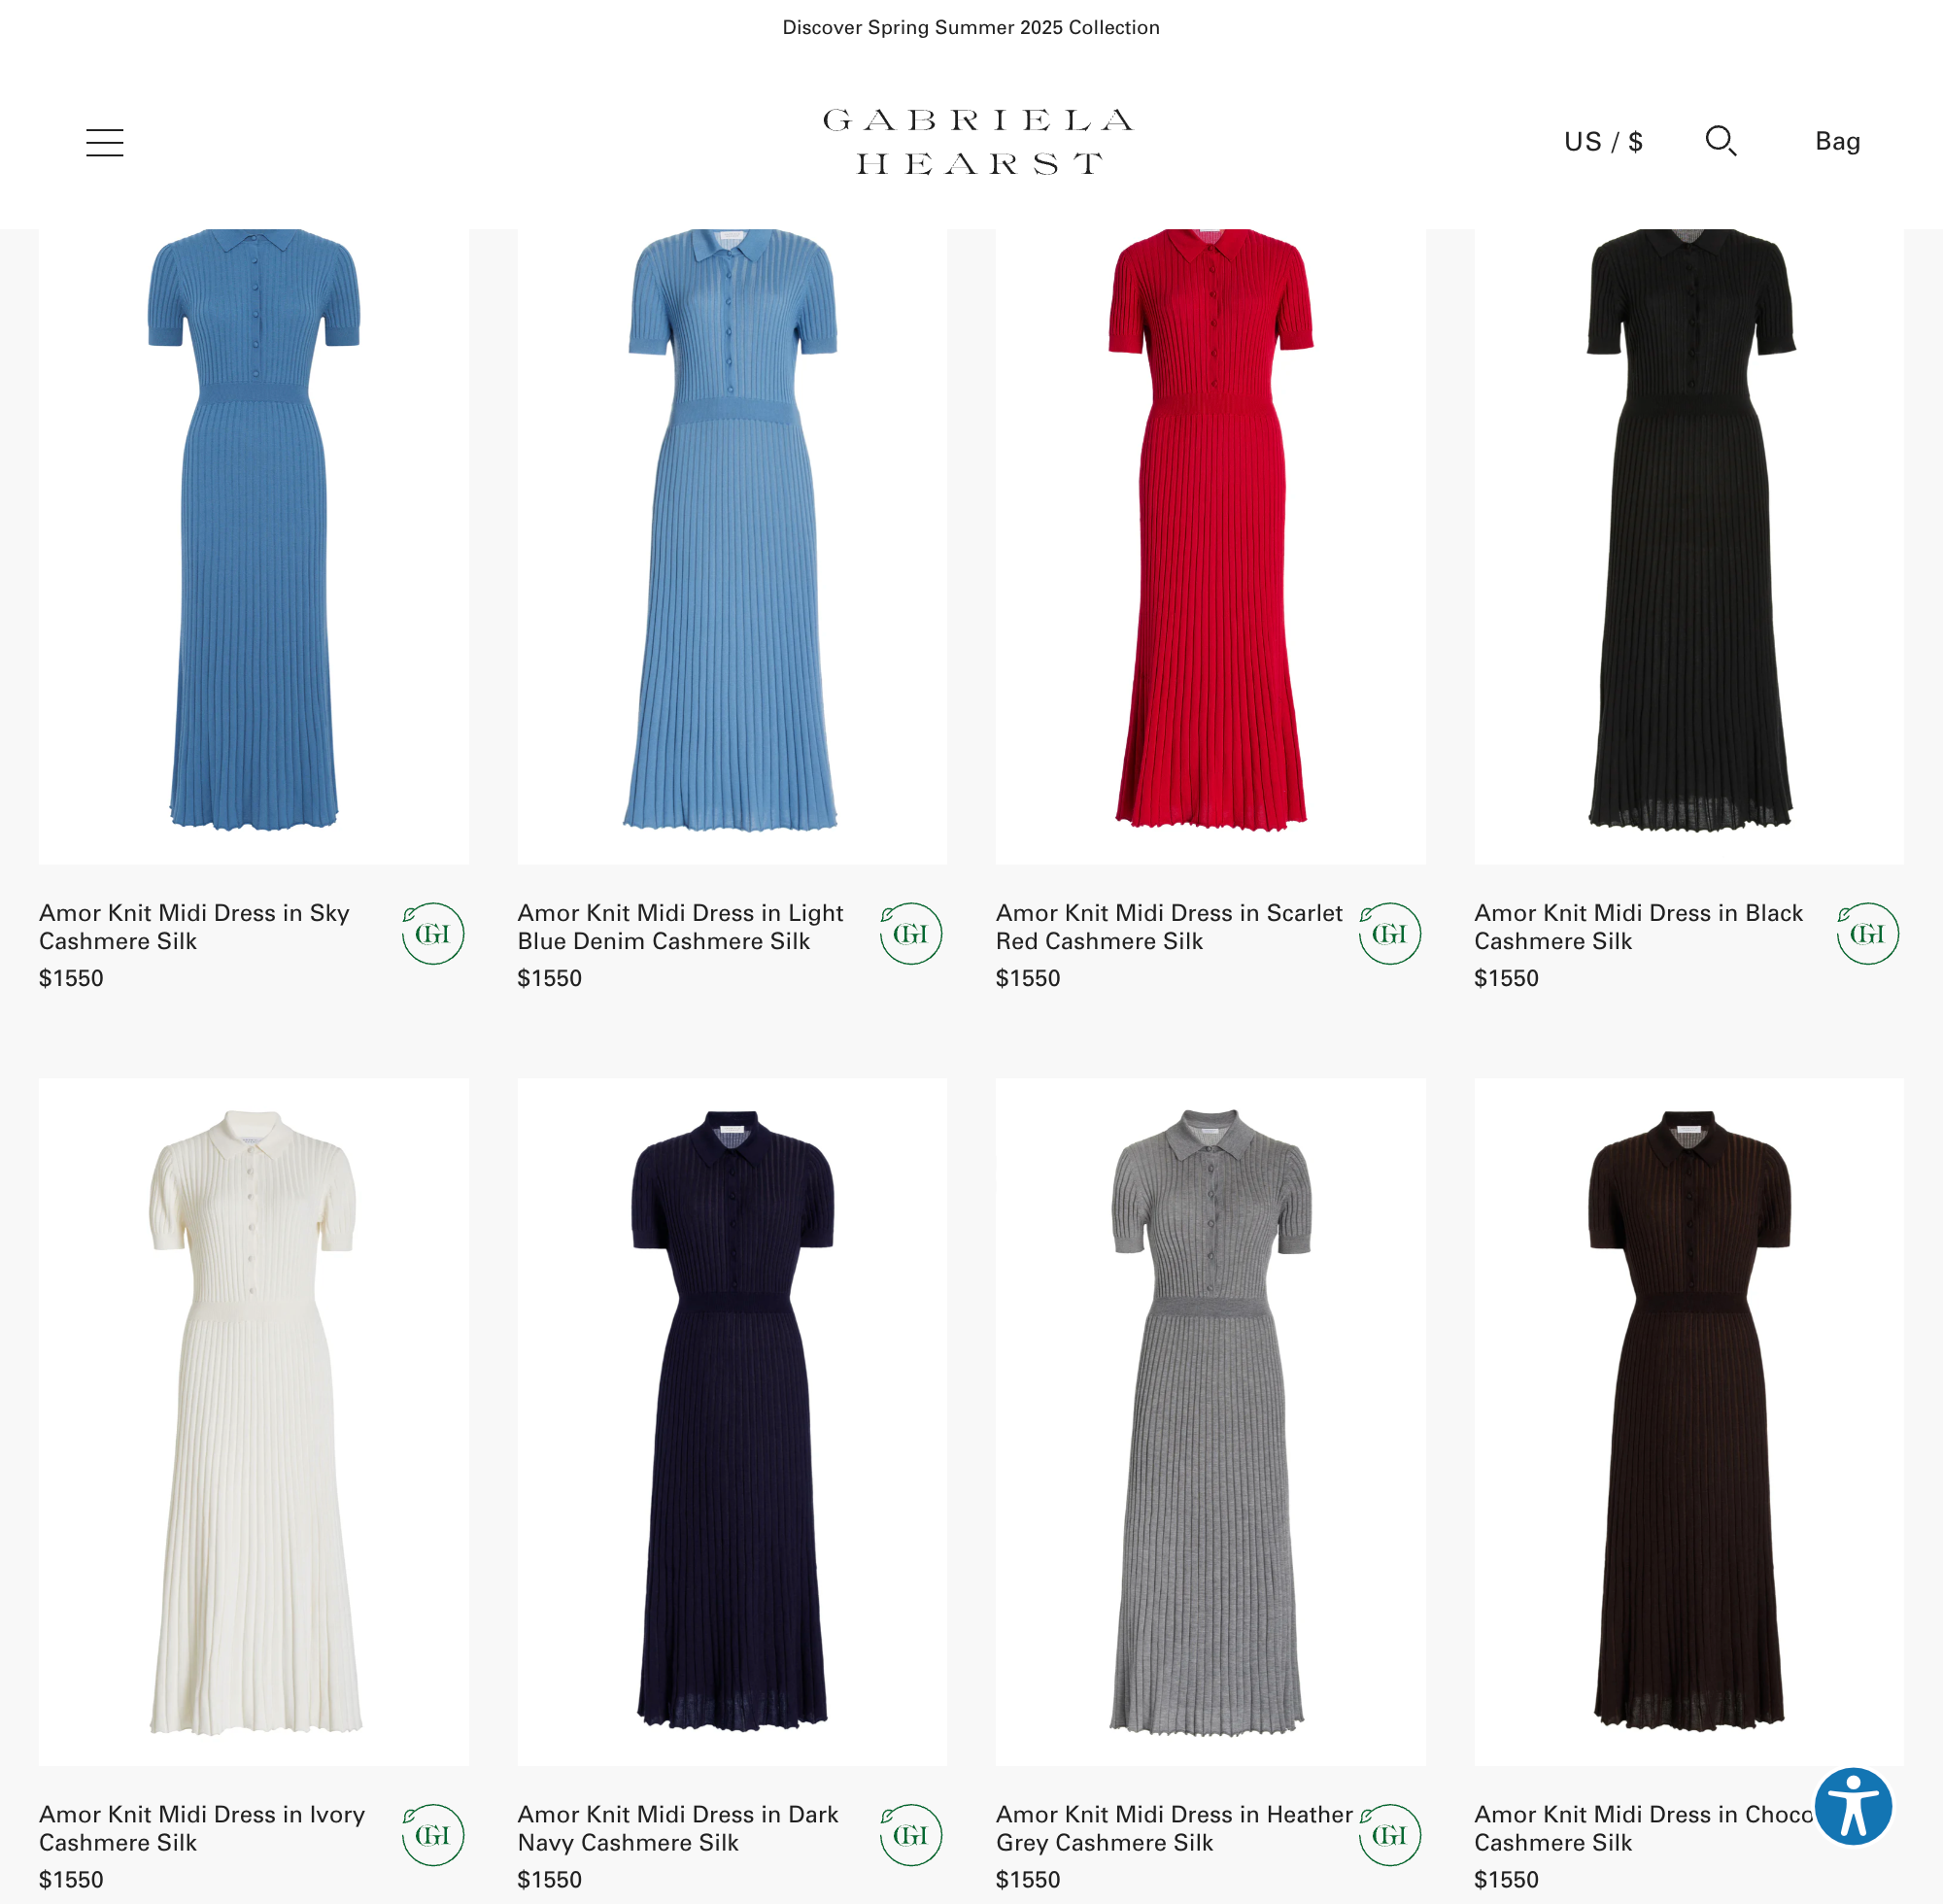 Discover Spring Summer 2025 Collection
GABRIELA
HEARST
US / $
Bag
Amor Knit Midi Dress in Sky
Cashmere Silk
$1550
GH
Amor Knit Midi Dress in Light
Blue Denim Cashmere Silk
$1550
GH
Amor Knit Midi Dress in Scarlet
Red Cashmere Silk
$1550
GH
Amor Knit Midi Dress in Black
Cashmere Silk
$1550
GH
Amor Knit Midi Dress in Ivory
Cashmere Silk
$1550
GH
Amor Knit Midi Dress in Dark
Navy Cashmere Silk
$1550
GH
Amor Knit Midi Dress in Heather
Grey Cashmere Silk
$1550
GH
Amor Knit Midi Dress in Choco
Cashmere Silk
$1550